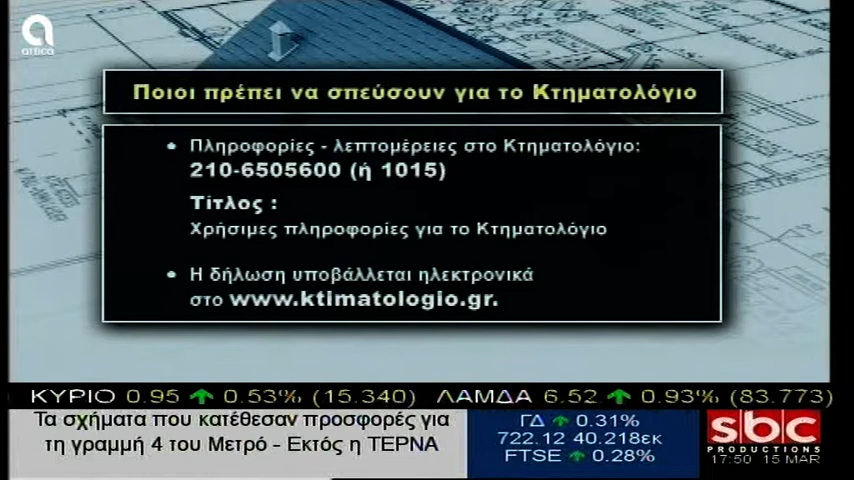 attica
Ποιοι πρέπει να σπεύσουν για το Κτηματολόγιο
• Πληροφορίες - λεπτομέρειες στο Κτηματολόγιο:
210-6505600 (ή 1015)
Τίτλος :
Χρήσιμες πληροφορίες για το Κτηματολόγιο
• Η δήλωση υποβάλλεται ηλεκτρονικά
στο www.ktimatologio.gr.
ΚΥΡΙΟ 0.95 0.53% (15.340) ΛΑΜΔΑ 6.52 0.93% (83.773)
Τα σχήματα που κατέθεσαν προσφορές για
τη γραμμή 4 του Μετρό - Εκτός η ΤΕΡΝΑ
ΓΔ 0.31%
722.12 40.218εκ
FTSE 0.28%
sbc
PRODUCTIONS
17:50 15 MAR